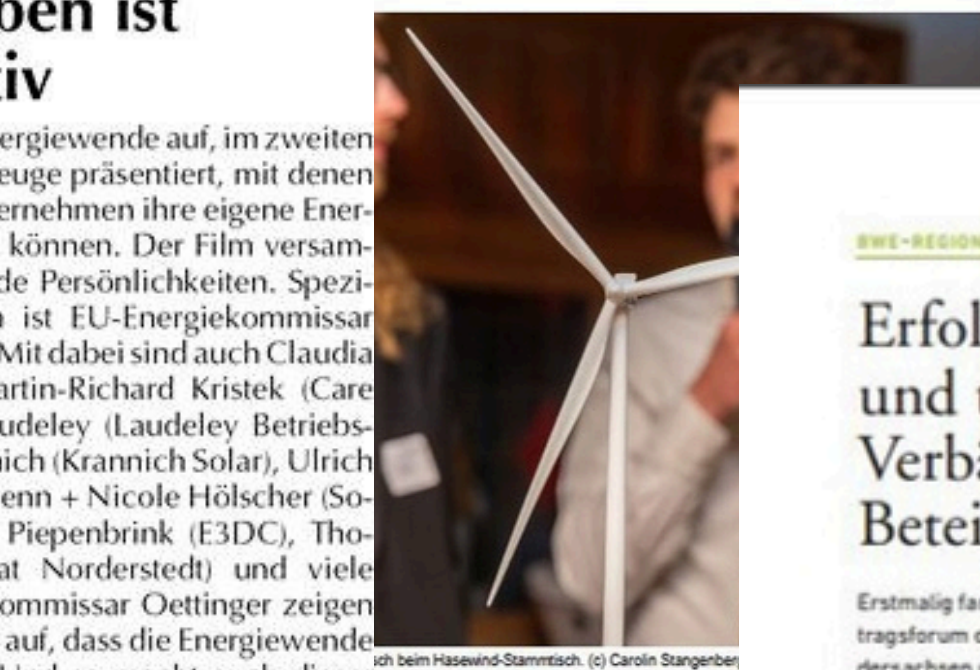 ben ist
tiv
ergiewende auf, im zweiten
euge präsentiert, mit denen
ernehmen ihre eigene Ener-
können. Der Film versam-
de Persönlichkeiten. Spezi-
ist EU-Energiekommissar
Mit dabei sind auch Claudia
artin-Richard Kristek (Care
udeley (Laudeley Betriebs-
nich (Krannich Solar), Ulrich
enn + Nicole Hölscher (So-
Piepenbrink (E3DC), Tho-
at Norderstedt) und viele
ommissar Oettinger zeigen
auf, dass die Energiewende
sch beim Hasewind-Stammtisch. (c) Carolin Stangenberg
BWE-REGION
Erfol
und
Verbä
Betei
Erstmalig fa
tragsforum